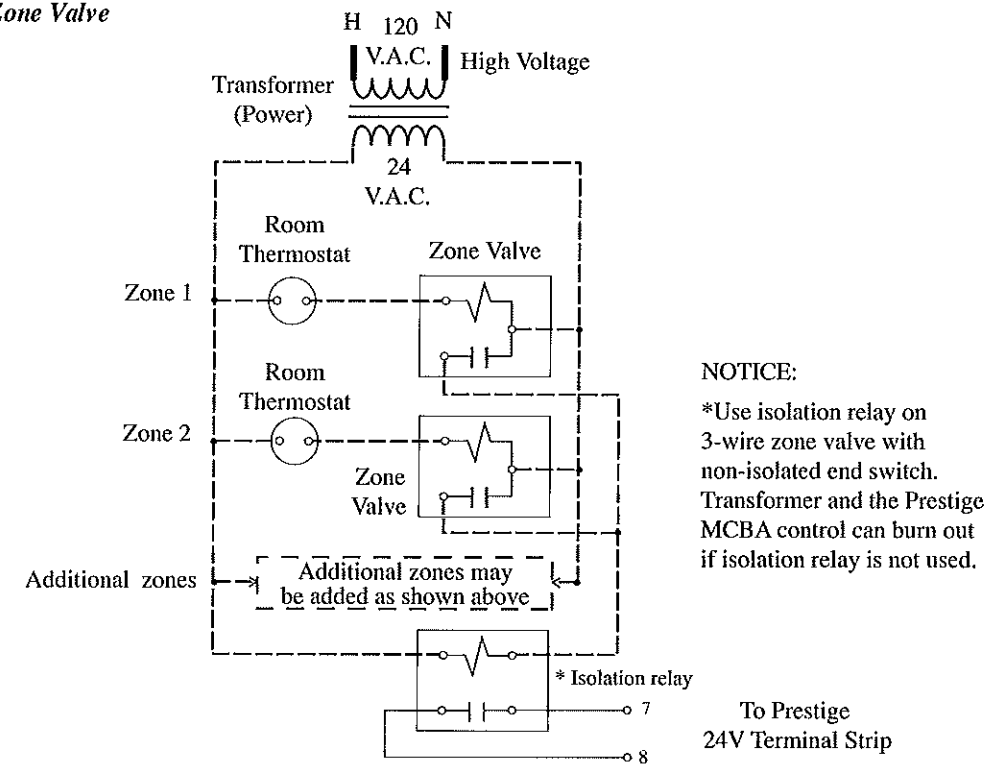 Zone Valve
H 120 N
V.A.C. High Voltage
Transformer
(Power)
24
V.A.C.
Room
Thermostat
Zone Valve
Zone 1
Room
Thermostat
Zone 2
Zone
Valve
NOTICE:
*Use isolation relay on
3-wire zone valve with
non-isolated end switch.
Transformer and the Prestige
MCBA control can burn out
if isolation relay is not used.
Additional zones
Additional zones may
be added as shown above
* Isolation relay
7
8
To Prestige
24V Terminal Strip